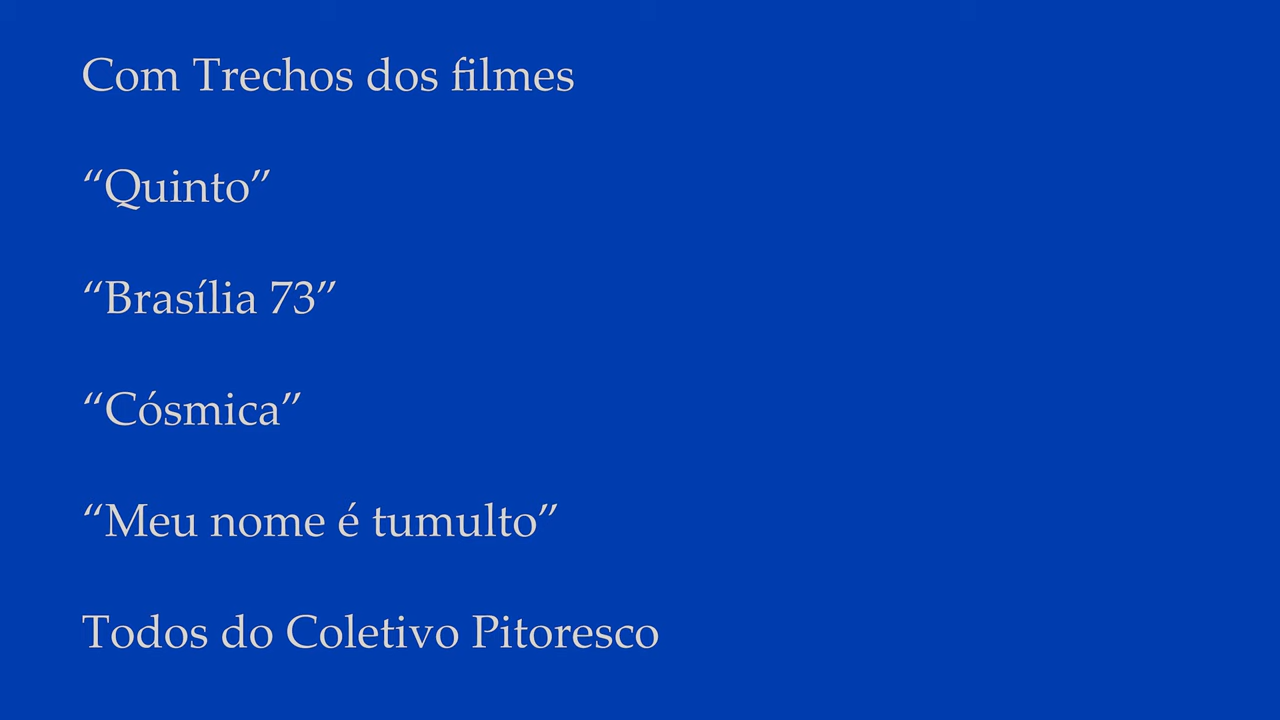 Com Trechos dos filmes
“Quinto”
“Brasília 73”
“Cósmica”
“Meu nome é tumulto”
Todos do Coletivo Pitoresco